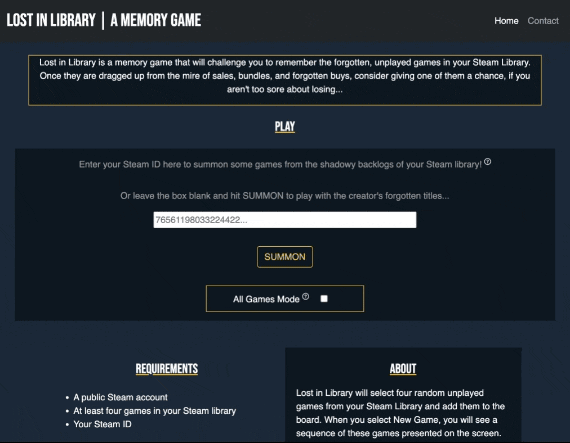 LOST IN LIBRARY | A MEMORY GAME
Home Contact
Lost in Library is a memory game that will challenge you to remember the forgotten, unplayed games in your Steam Library.
Once they are dragged up from the mire of sales, bundles, and forgotten buys, consider giving one of them a chance, if you
aren't too sore about losing...
PLAY
Enter your Steam ID here to summon some games from the shadowy backlogs of your Steam library! ?
Or leave the box blank and hit SUMMON to play with the creator's forgotten titles...
76561198033224422...
SUMMON
All Games Mode ?
REQUIREMENTS
• A public Steam account
• At least four games in your Steam library
• Your Steam ID
ABOUT
Lost in Library will select four random unplayed
games from your Steam Library and add them to the
board. When you select New Game, you will see a
sequence of these games presented on the screen.